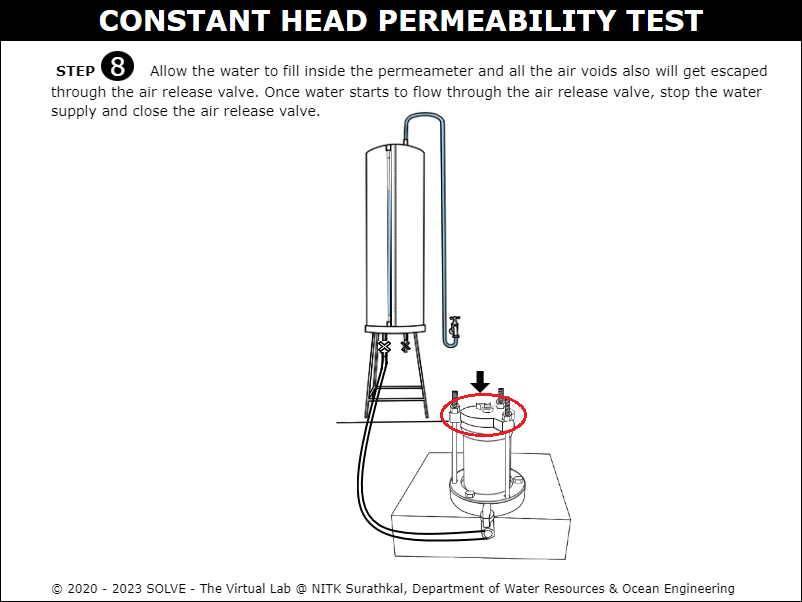 CONSTANT HEAD PERMEABILITY TEST
STEP 8 Allow the water to fill inside the permeameter and all the air voids also will get escaped
through the air release valve. Once water starts to flow through the air release valve, stop the water
supply and close the air release valve.
© 2020 - 2023 SOLVE - The Virtual Lab @ NITK Surathkal, Department of Water Resources & Ocean Engineering